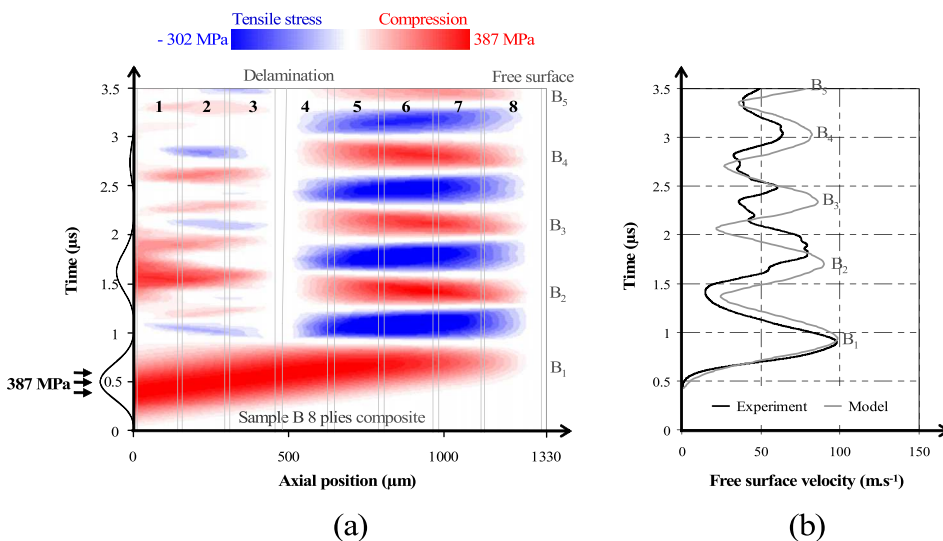 Tensile stress Compression
- 302 MPa 387 MPa
Delamination Free surface
1 2 3 4 5 6 7 8
3.5
3
2.5
2
1.5
1
0.5
0
Time (µs)
B5
B4
B3
B2
B1
387 MPa
Sample B 8 plies composite
0 500 1000 1330
Axial position (µm)
(a)
3.5
3
2.5
2
1.5
1
0.5
0
Time (µs)
B5
B4
B3
B2
B1
Experiment Model
0 50 100 150
Free surface velocity (m.s-1)
(b)